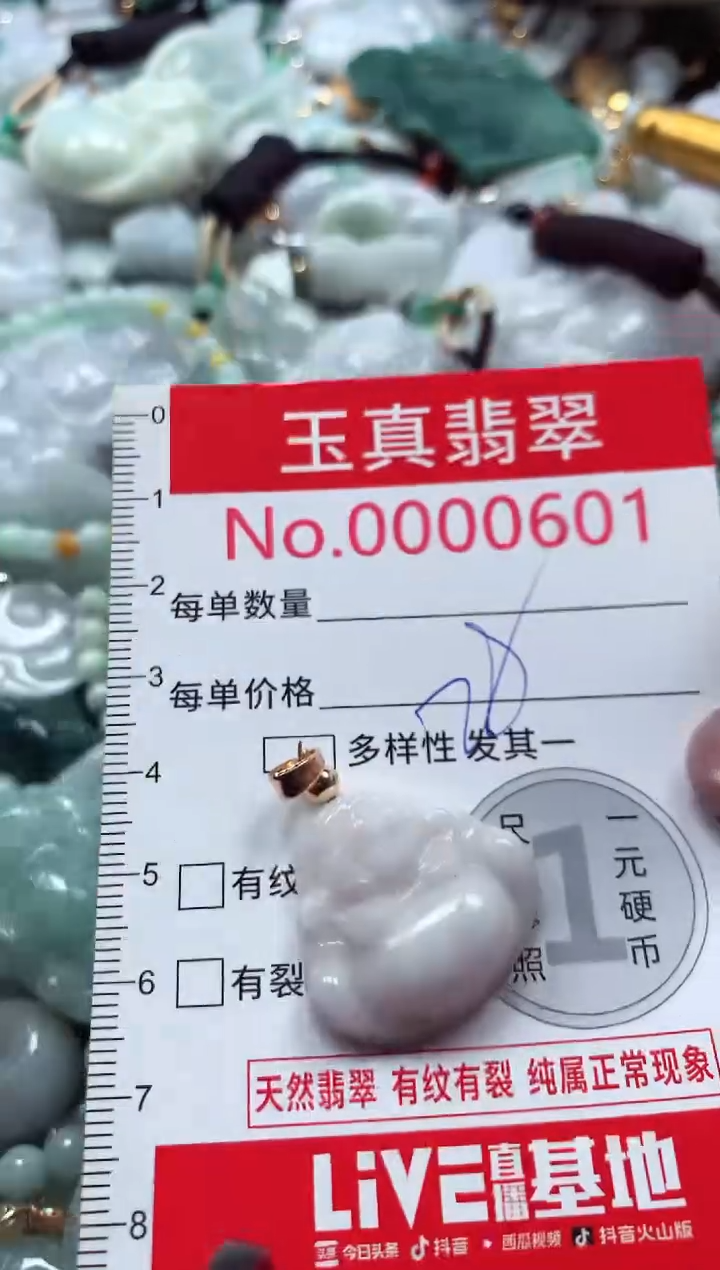 玉真翡翠
No.0000601
每单数量
每单价格
多样性 发其一
有纹
有裂
尺
照
1
一元硬币
天然翡翠 有纹有裂 纯属正常现象
LiVE直播基地
今日头条 抖音 西瓜视频 抖音火山版
0
1
2
3
4
5
6
7
8